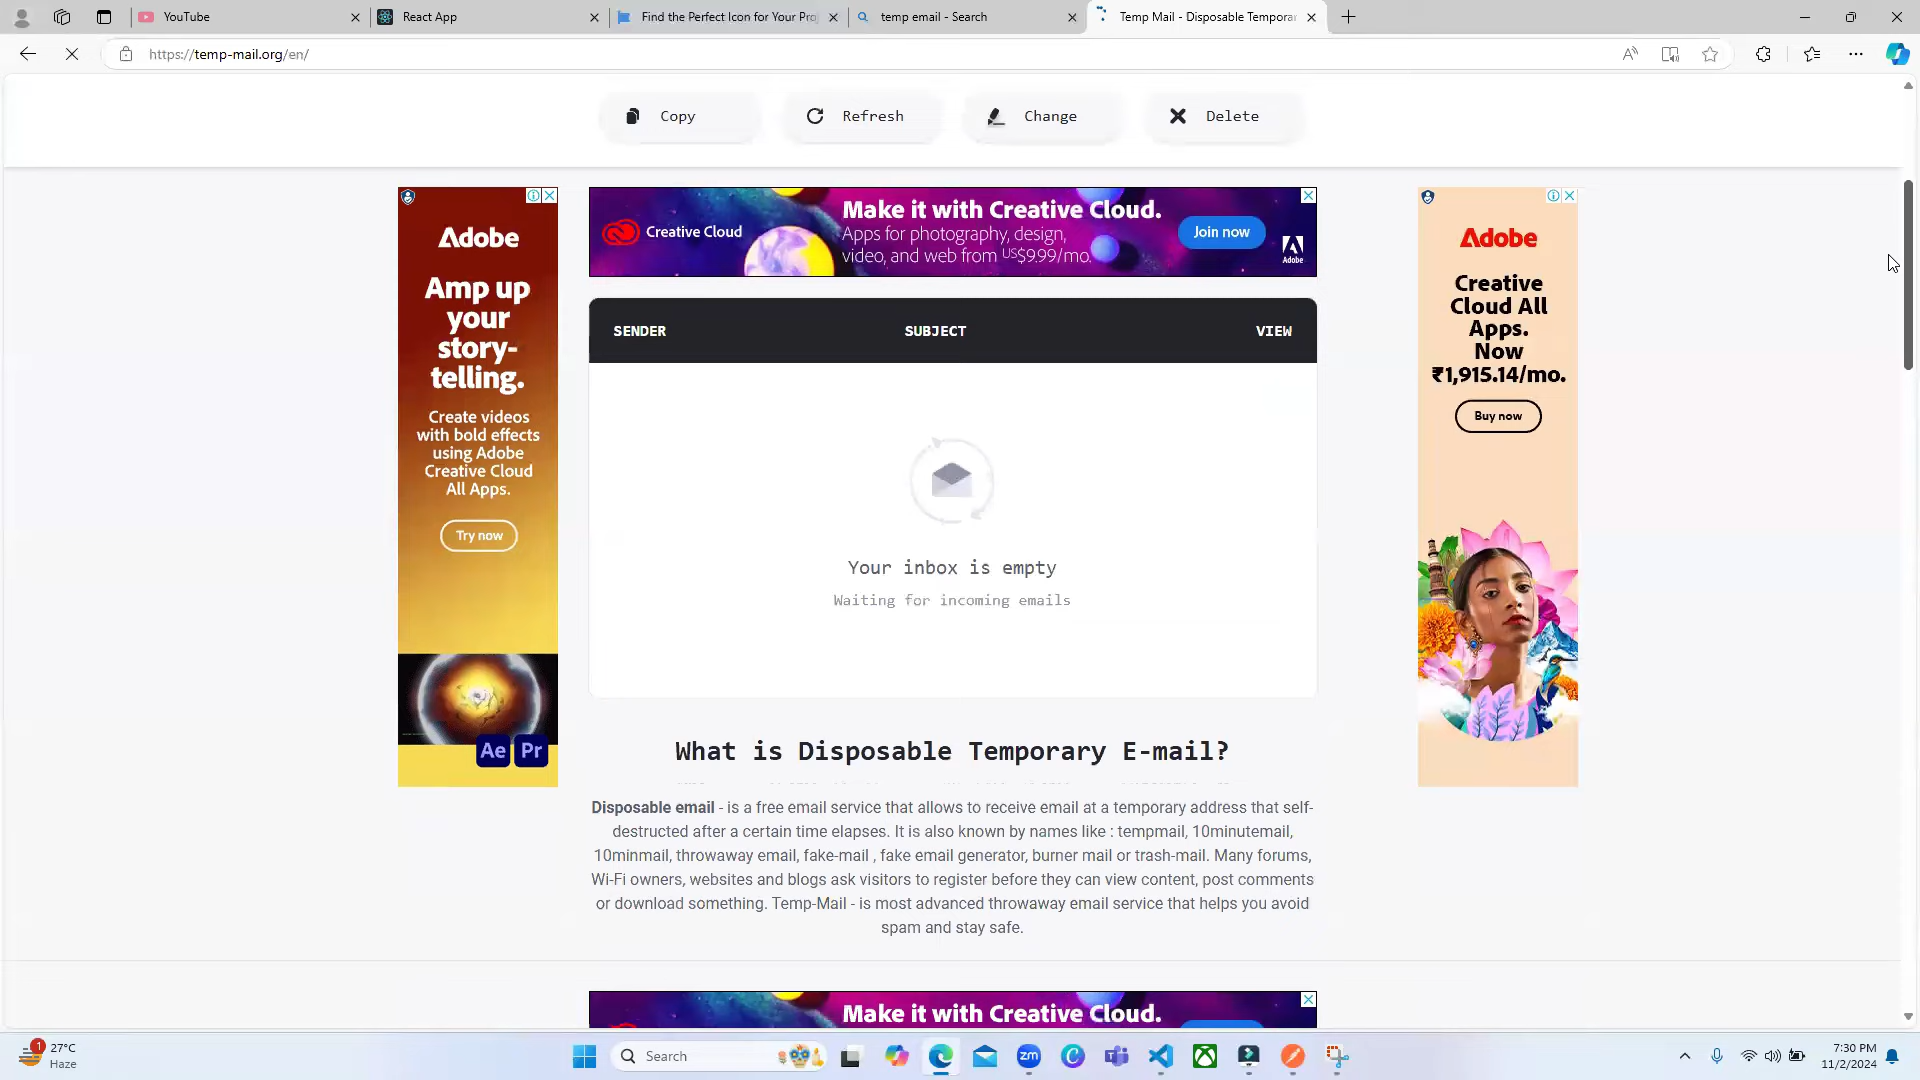 YouTube
React App
Find the Perfect Icon for Your Pro
temp email - Search
Temp Mail - Disposable Tempora
https://temp-mail.org/en/
Copy
Refresh
Change
Delete
Adobe
Amp up
your
story-
telling.
Create videos
with bold effects
using Adobe
Creative Cloud
All Apps.
Try now
Ae Pr
Creative Cloud
Make it with Creative Cloud.
Apps for photography, design,
video, and web from US$9.99/mo.
Join now
Adobe
Adobe
Creative
Cloud All
Apps.
Now
₹1,915.14/mo.
Buy now
SENDER SUBJECT VIEW
Your inbox is empty
Waiting for incoming emails
What is Disposable Temporary E-mail?
Disposable email - is a free email service that allows to receive email at a temporary address that self-
destructed after a certain time elapses. It is also known by names like : tempmail, 10minutemail,
10minmail, throwaway email, fake-mail , fake email generator, burner mail or trash-mail. Many forums,
Wi-Fi owners, websites and blogs ask visitors to register before they can view content, post comments
or download something. Temp-Mail - is most advanced throwaway email service that helps you avoid
spam and stay safe.
Make it with Creative Cloud.
1
27°C
Haze
Search
zm
7:30 PM
11/2/2024